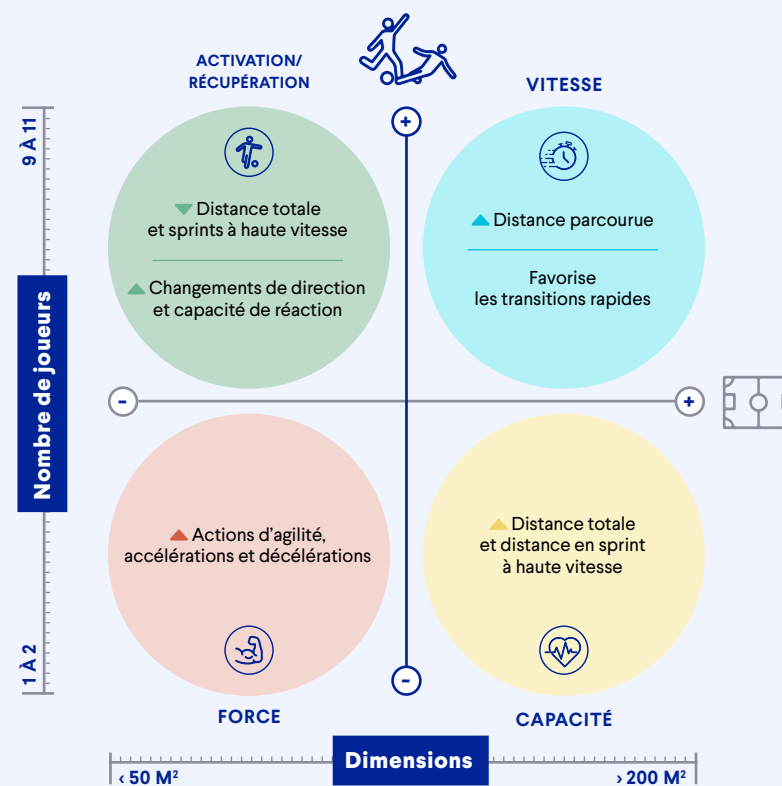 ACTIVATION/
RÉCUPÉRATION
VITESSE
+
9 À 11
Distance totale
et sprints à haute vitesse
Changements de direction
et capacité de réaction
Distance parcourue
Favorise
les transitions rapides
Nombre de joueurs
-
+
Actions d’agilité,
accélérations et décélérations
Distance totale
et distance en sprint
à haute vitesse
1 À 2
-
FORCE
CAPACITÉ
Dimensions
‹ 50 M²
› 200 M²